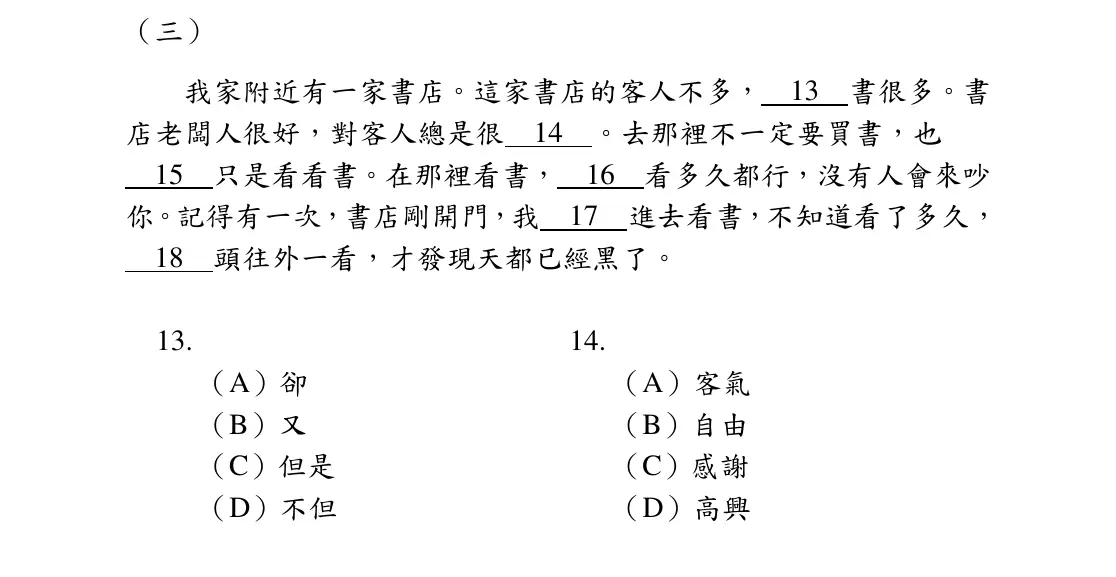 （三）
我家附近有一家書店。這家書店的客人不多， 13 書很多。書
店老闆人很好，對客人總是很 14 。去那裡不一定要買書，也
15 只是看看書。在那裡看書， 16 看多久都行，沒有人會來吵
你。記得有一次，書店剛開門，我 17 進去看書，不知道看了多久，
18 頭往外一看，才發現天都已經黑了。
13. 14.
（A）卻 （A）客氣
（B）又 （B）自由
（C）但是 （C）感謝
（D）不但 （D）高興